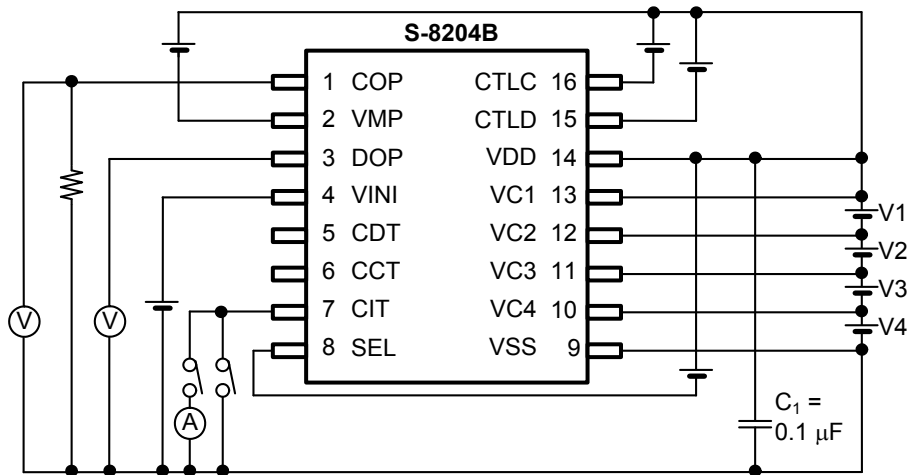 S-8204B
1 COP CTLC 16
2 VMP CTLD 15
3 DOP VDD 14
4 VINI VC1 13
5 CDT VC2 12
6 CCT VC3 11
7 CIT VC4 10
8 SEL VSS 9
V1
V2
V3
V4
V
V
A
C₁ =
0.1 μF